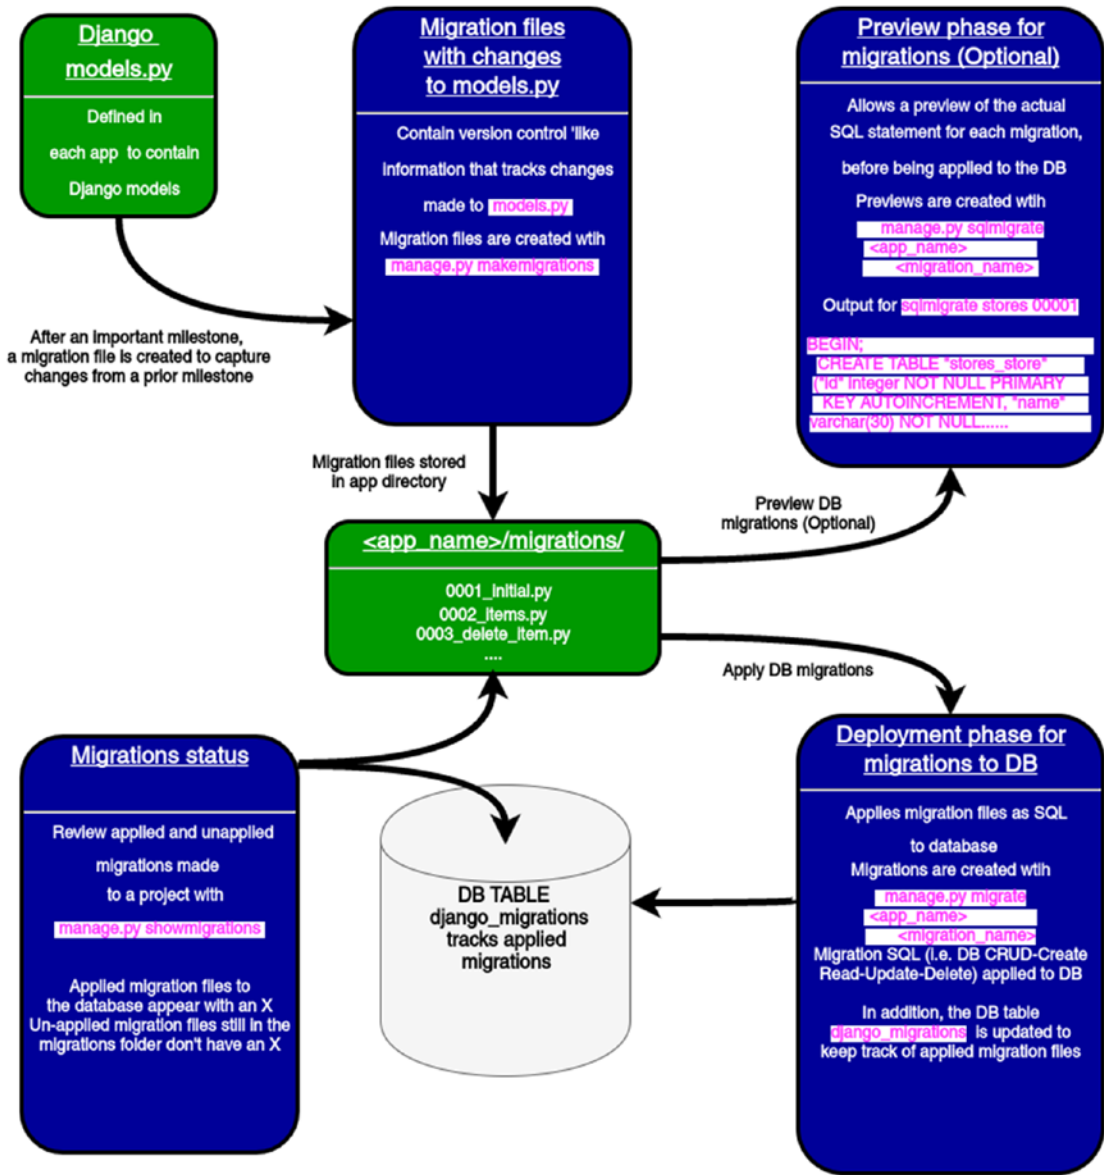 Django
models.py
Defined in
each app to contain
Django models
After an important milestone,
a migration file is created to capture
changes from a prior milestone
Migration files
with changes
to models.py
Contain version control 'like
information that tracks changes
made to models.py
Migration files are created wtih
manage.py makemigrations
Migration files stored
in app directory
Preview phase for
migrations (Optional)
Allows a preview of the actual
SQL statement for each migration,
before being applied to the DB
Previews are created wtih
manage.py sqlmigrate
<app_name>
<migration_name>
Output for sqlmigrate stores 00001
BEGIN;
CREATE TABLE "stores_store"
("id" integer NOT NULL PRIMARY
KEY AUTOINCREMENT, "name"
varchar(30) NOT NULL......
Preview DB
migrations (Optional)
<app_name>/migrations/
0001_initial.py
0002_items.py
0003_delete_item.py
....
Apply DB migrations
Migrations status
Review applied and unapplied
migrations made
to a project with
manage.py showmigrations
Applied migration files to
the database appear with an X
Un-applied migration files still in the
migrations folder don't have an X
DB TABLE
django_migrations
tracks applied
migrations
Deployment phase for
migrations to DB
Applies migration files as SQL
to database
Migrations are created wtih
manage.py migrate
<app_name>
<migration_name>
Migration SQL (i.e. DB CRUD-Create
Read-Update-Delete) applied to DB
In addition, the DB table
django_migrations is updated to
keep track of applied migration files